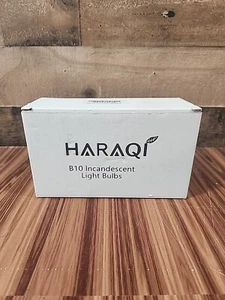 HARAQI
B10 Incandescent
Light Bulbs